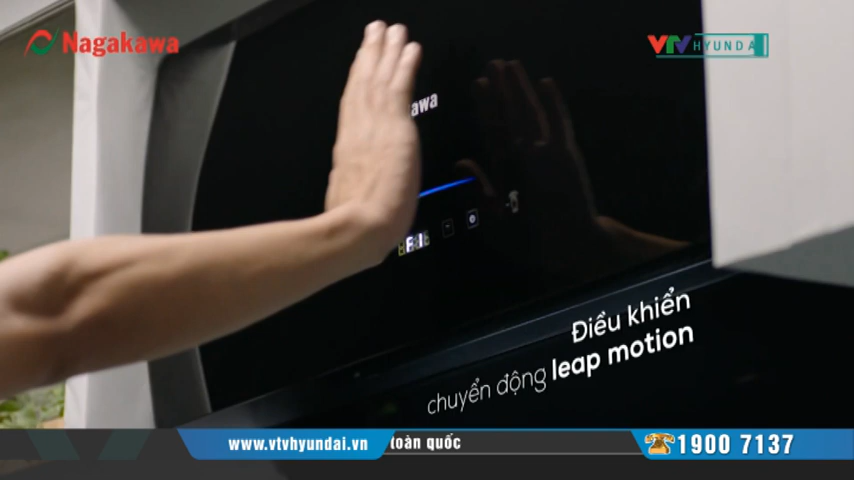 Nagakawa
VTV HYUNDAI
awa
Điều khiển
chuyển động leap motion
www.vtvhyundai.vn
toàn quốc
1900 7137